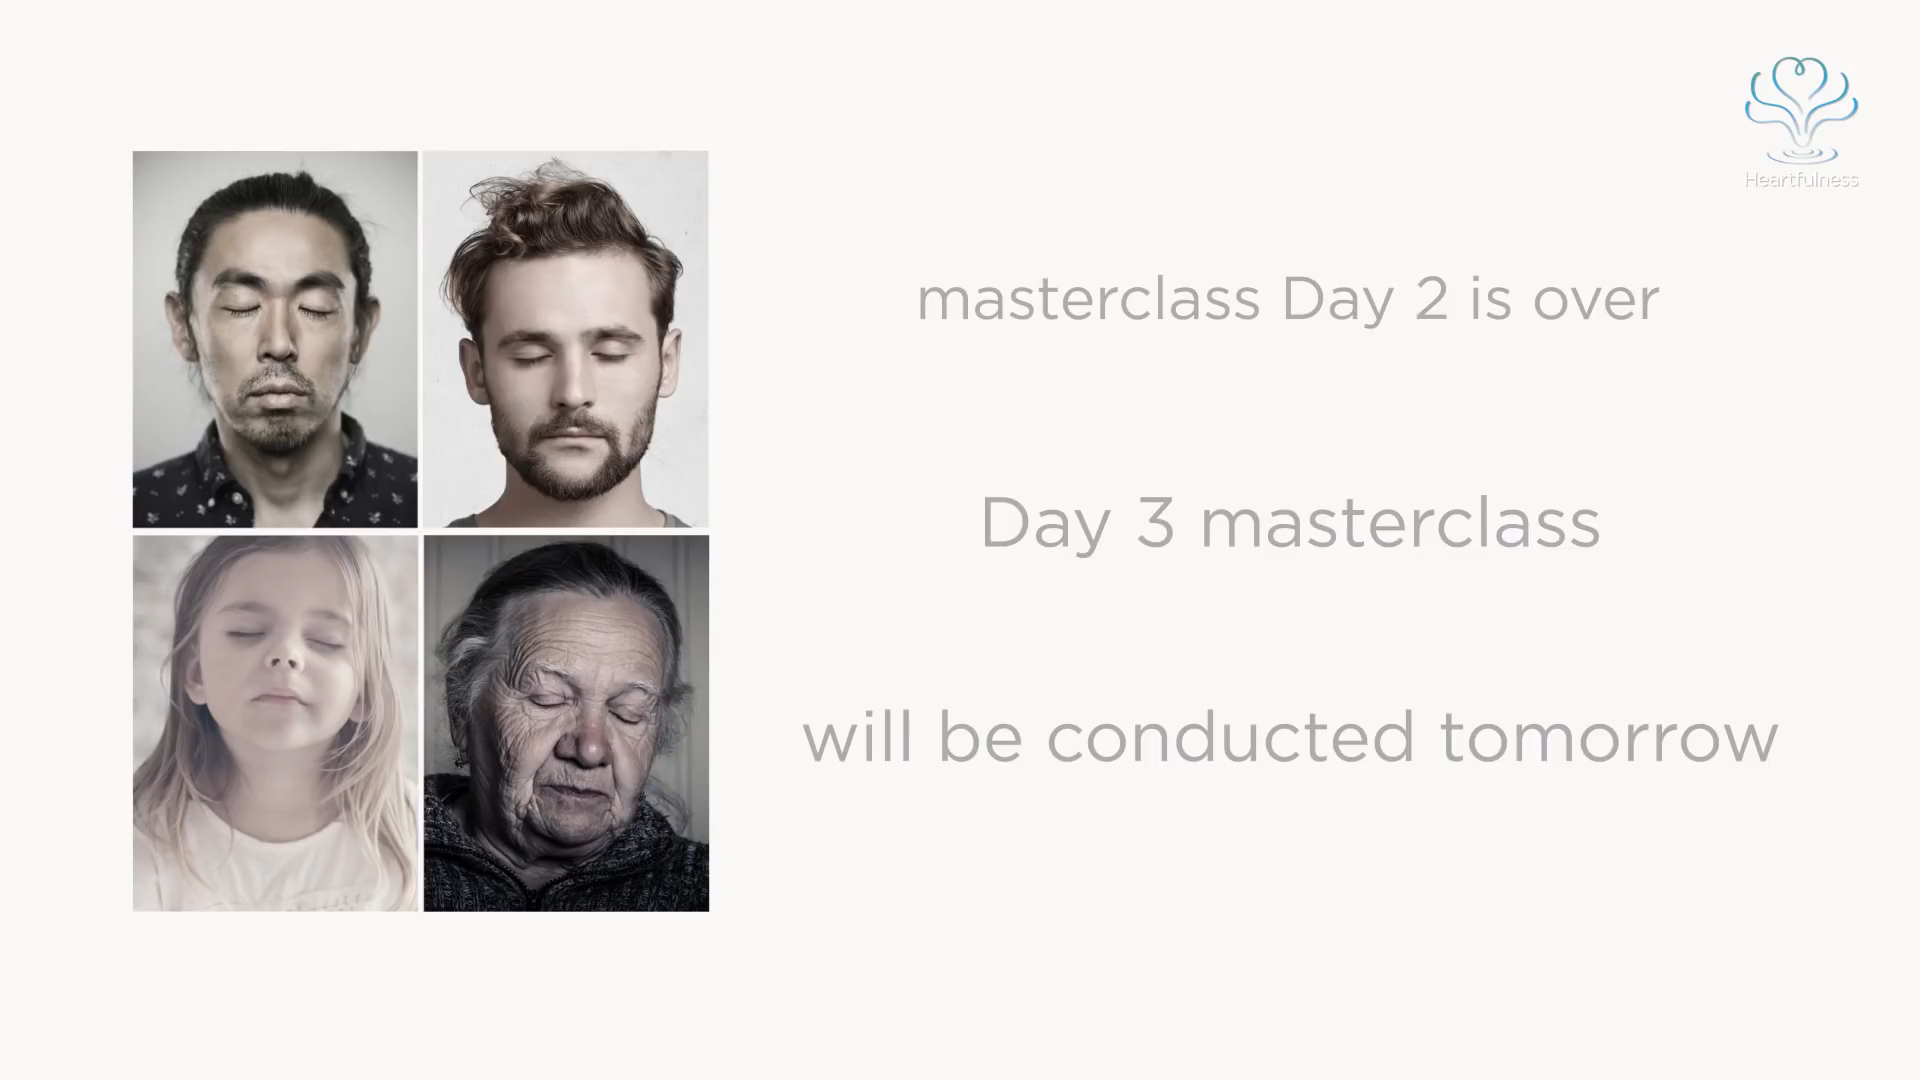 Heartfulness
masterclass Day 2 is over
Day 3 masterclass
will be conducted tomorrow